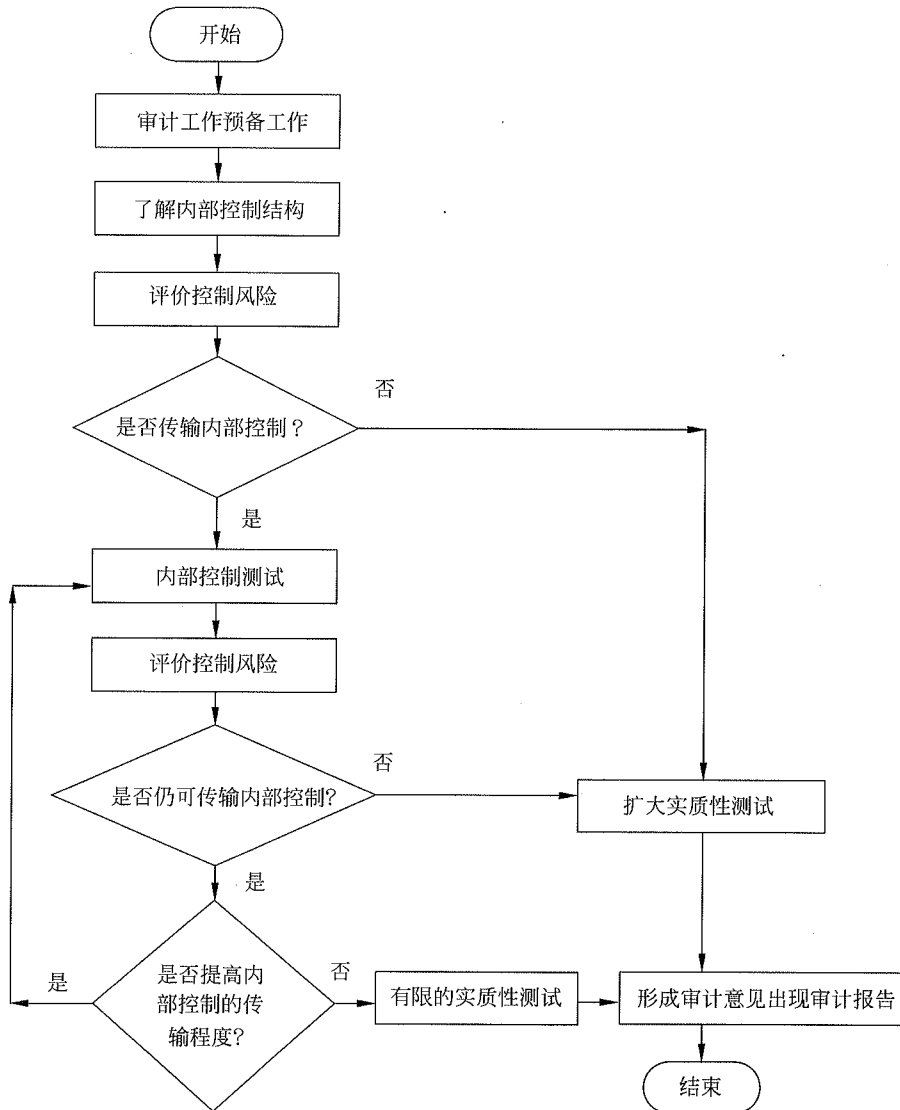 开始
审计工作预备工作
了解内部控制结构
评价控制风险
否
是否传输内部控制？
是
内部控制测试
评价控制风险
否
是否仍可传输内部控制?
扩大实质性测试
是
是
是否提高内
部控制的传
输程度?
否
有限的实质性测试
形成审计意见出现审计报告
结束